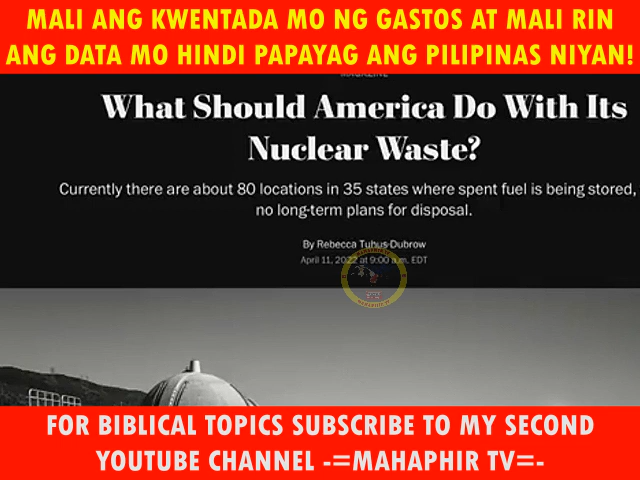 MALI ANG KWENTADA MO NG GASTOS AT MALI RIN
ANG DATA MO HINDI PAPAYAG ANG PILIPINAS NIYAN!
MAGAZINE
What Should America Do With Its
Nuclear Waste?
Currently there are about 80 locations in 35 states where spent fuel is being stored,
no long-term plans for disposal.
By Rebecca Tuhus-Dubrow
April 11, 2022 at 9:00 a.m. EDT
FOR BIBLICAL TOPICS SUBSCRIBE TO MY SECOND
YOUTUBE CHANNEL -=MAHAPHIR TV=-